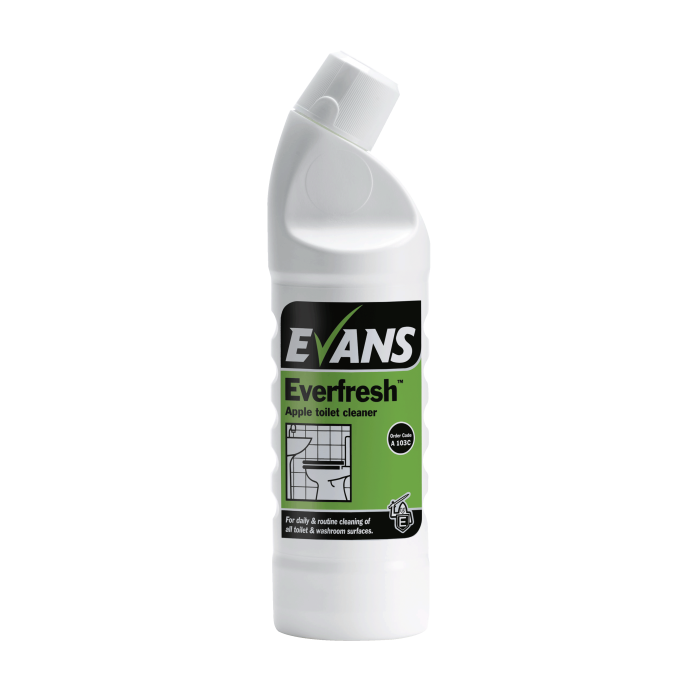 EVANS
Everfresh™
Apple toilet cleaner
Order Code
A 103C
E
For daily & routine cleaning of
all toilet & washroom surfaces.